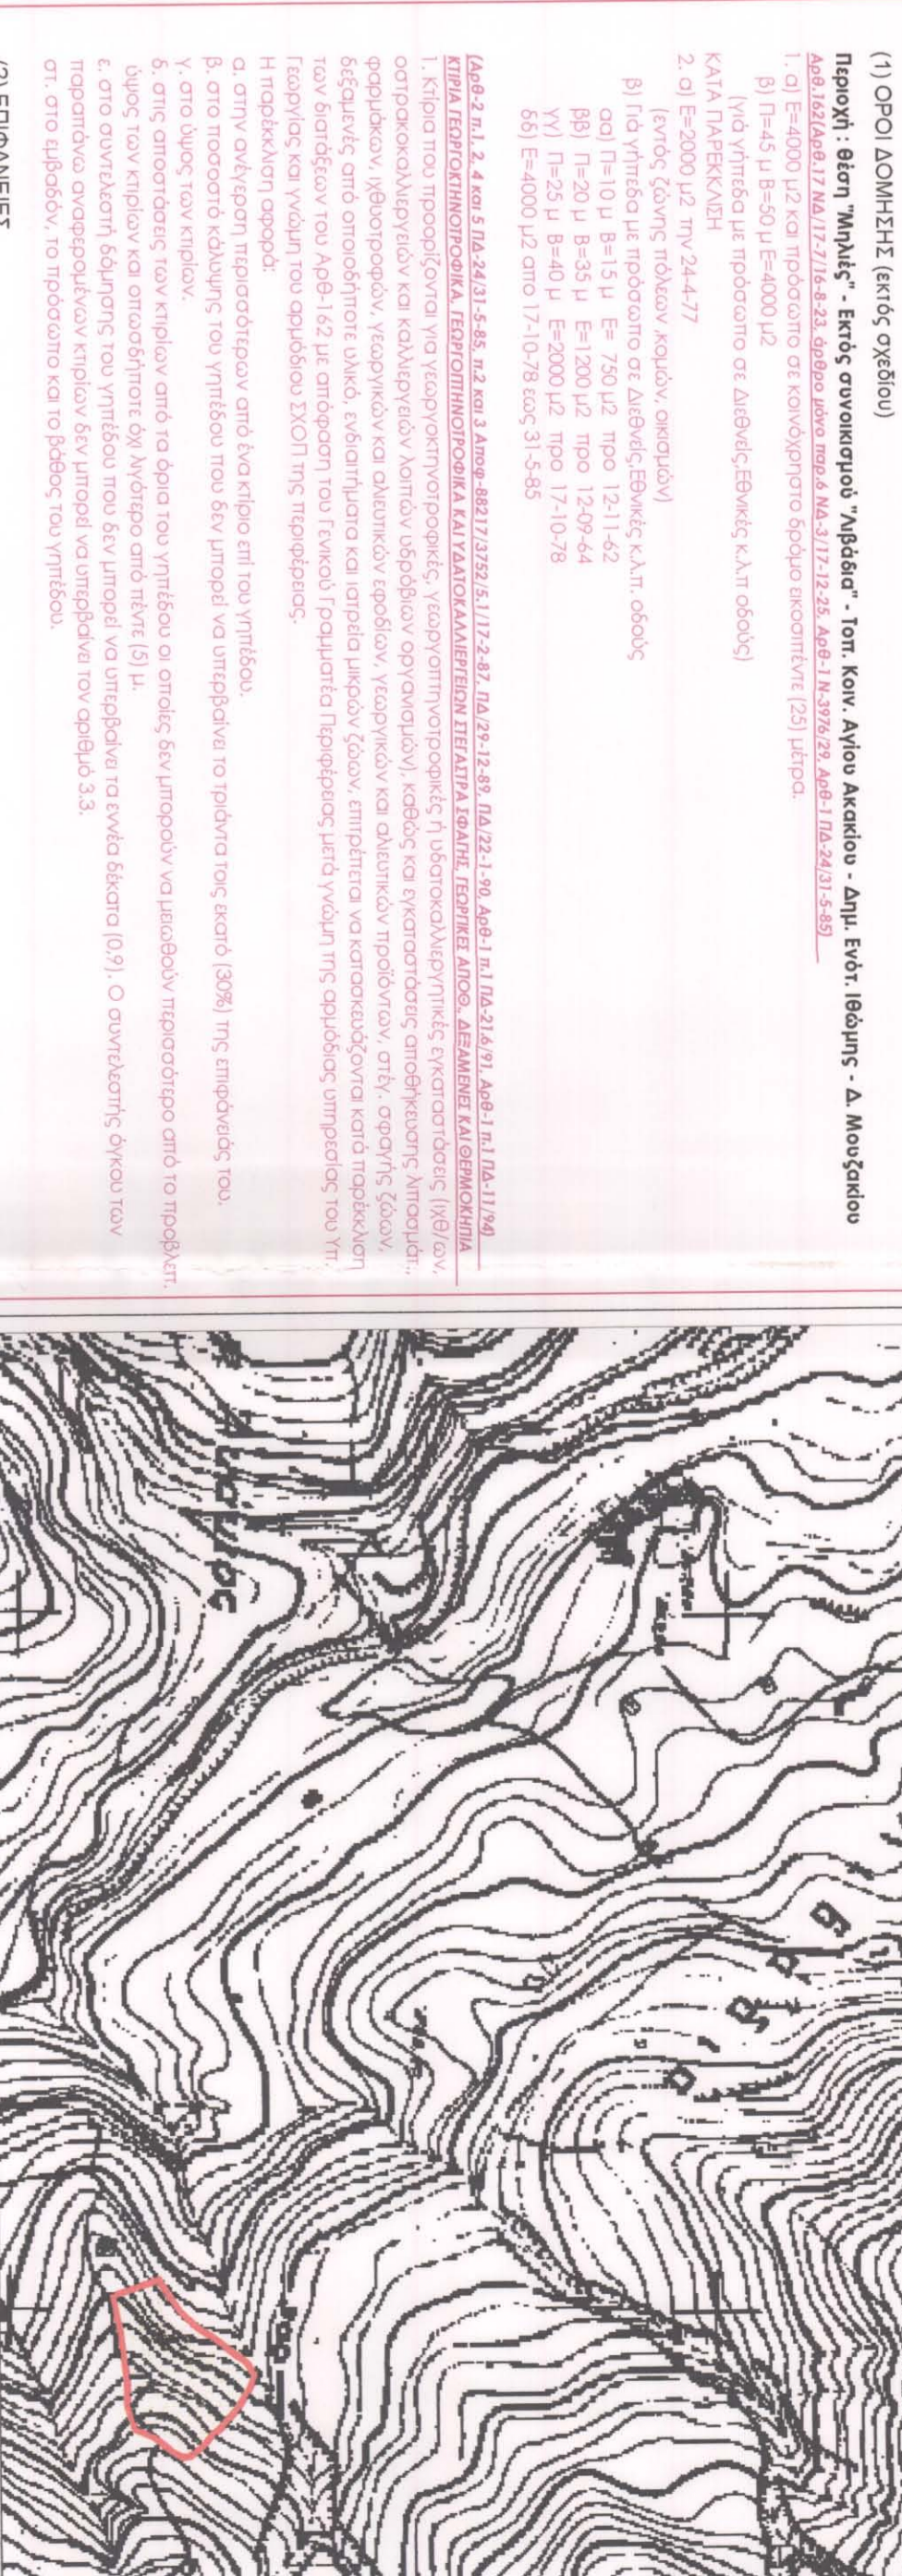 (1) ΟΡΟΙ ΔΟΜΗΣΗΣ (εκτός σχεδίου)
Περιοχή : Θέση "Μηλιές" - Εκτός συνοικισμού "Λιβάδια" - Τοπ. Κοιν. Αγίου Ακακίου - Δημ. Ενότ. Ιθώμης - Δ. Μουζακίου
Αρθ.162(Αρθ.17 ΝΔ/17-7/16-8-23, άρθρο μόνο παρ.6 ΝΔ-3/17-12-25, Αρθ-1 Ν-3976/29, Αρθ-1 ΠΔ-24/31-5-85)
1. α) Ε=4000 μ2 και πρόσωπο σε κοινόχρηστο δρόμο εικοσιπέντε (25) μέτρα.
β) Π=45 μ Β=50 μ Ε=4000 μ2
(γιά γήπεδα με πρόσωπο σε Διεθνείς,Εθνικές κ.λ.π οδούς)
ΚΑΤΑ ΠΑΡΕΚΚΛΙΣΗ
2. α) Ε=2000 μ2 την 24-4-77
(εντός ζώνης πόλεων ,κομών, οικισμών)
β) Γιά γήπεδα με πρόσωπο σε Διεθνείς,Εθνικές κ.λ.π. οδούς
αα) Π=10 μ Β=15 μ Ε= 750 μ2 προ 12-11-62
ββ) Π=20 μ Β=35 μ Ε=1200 μ2 προ 12-09-64
γγ) Π=25 μ Β=40 μ Ε=2000 μ2 προ 17-10-78
δδ) Ε=4000 μ2 απο 17-10-78 εως 31-5-85
(Αρθ-2 π.1, 2, 4 και 5 ΠΔ-24/31-5-85, π.2 και 3 Αποφ-88217/3752/5.1/17-2-87, ΠΔ/29-12-89, ΠΔ/22-1-90, Αρθ-1 π.1 ΠΔ-21.6/91, Αρθ-1 π.1 ΠΔ-11/94)
ΚΤΙΡΙΑ ΓΕΩΡΓΟΚΤΗΝΟΤΡΟΦΙΚΑ, ΓΕΩΡΓΟΠΤΗΝΟΤΡΟΦΙΚΑ ΚΑΙ ΥΔΑΤΟΚΑΛΛΙΕΡΓΕΙΩΝ ΣΤΕΓΑΣΤΡΑ ΣΦΑΓΗΣ, ΓΕΩΡΓΙΚΕΣ ΑΠΟΘ., ΔΕΞΑΜΕΝΕΣ ΚΑΙ ΘΕΡΜΟΚΗΠΙΑ
1. Κτίρια που προορίζονται για γεωργοκτηνοτροφικές, γεωργοπτηνοτροφικές ή υδατοκαλλιεργητικές εγκαταστάσεις (ιχθ/ων,
οστρακοκαλλιεργειών και καλλιεργειών λοιπών υδρόβιων οργανισμών), καθώς και εγκαταστάσεις αποθήκευσης λιπασμάτ.,
φαρμάκων, ιχθυοτροφών, γεωργικών και αλιευτικών εφοδίων, γεωργικών και αλιευτικών προϊόντων, στέγ. σφαγής ζώων,
δεξαμενές από οποιοδήποτε υλικό, ενδιαιτήματα και ιατρεία μικρών ζώων, επιτρέπεται να κατασκευάζονται κατά παρέκκλιση
των διατάξεων του Αρθ-162 με απόφαση του Γενικού Γραμματέα Περιφέρειας μετά γνώμη της αρμόδιας υπηρεσίας του Υπ.
Γεωργίας και γνώμη του αρμόδιου ΣΧΟΠ της περιφέρειας.
Η παρέκκλιση αφορά:
α. στην ανέγερση περισσότερων από ένα κτίριο επί του γηπέδου.
β. στο ποσοστό κάλυψης του γηπέδου που δεν μπορεί να υπερβαίνει το τριάντα τοις εκατό (30%) της επιφάνειάς του.
γ. στο ύψος των κτιρίων.
δ. στις αποστάσεις των κτιρίων από τα όρια του γηπέδου οι οποίες δεν μπορούν να μειωθούν περισσότερο από το προβλεπ.
ύψος των κτιρίων και οπωσδήποτε όχι λιγότερο από πέντε (5) μ.
ε. στο συντελεστή δόμησης του γηπέδου που δεν μπορεί να υπερβαίνει τα εννέα δέκατα (0,9). Ο συντελεστής όγκου των
παραπάνω αναφερομένων κτιρίων δεν μπορεί να υπερβαίνει τον αριθμό 3.3.
στ. στο εμβαδόν, το πρόσωπο και το βάθος του γηπέδου.
(2) ΕΠΙΦΑΝΕΙΕΣ